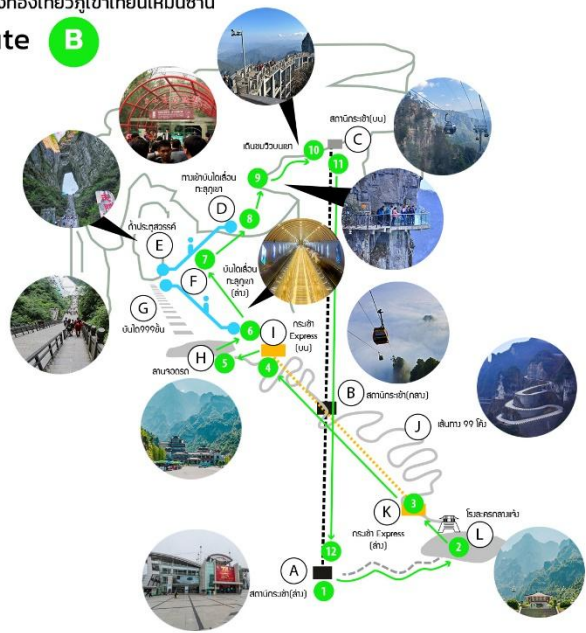 งท่องเที่ยวภูเขาเทียนเหมินซาน
ute B
สถานีกระเช้า(บน)
C
เดินชมวิวบนเขา
10
11
ทางเข้าบันไดเลื่อน
ทะลุภูเขา
9
D
8
ถ้ำประตูสวรรค์
E
7
F
บันไดเลื่อน
ทะลุภูเขา
(ล่าง)
G
บันได999ขั้น
6
I
กระเช้า
Express
(บน)
H
ลานจอดรถ
5
4
B
สถานีกระเช้า(กลาง)
J
เส้นทาง 99 โค้ง
3
K
กระเช้า Express
(ล่าง)
โรงละครกลางแจ้ง
L
2
12
A
สถานีกระเช้า(ล่าง)
1